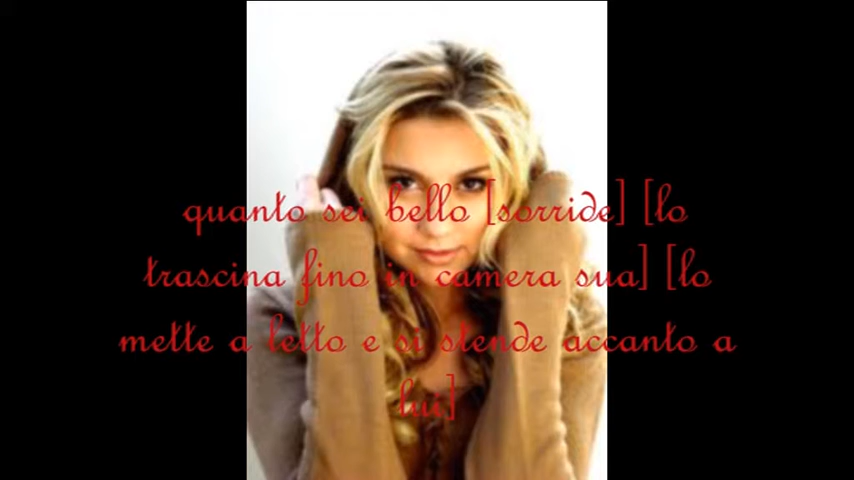 quanto sei bello [sorride] [lo
trascina fino in camera sua] [lo
mette a letto e si stende accanto a
lui]